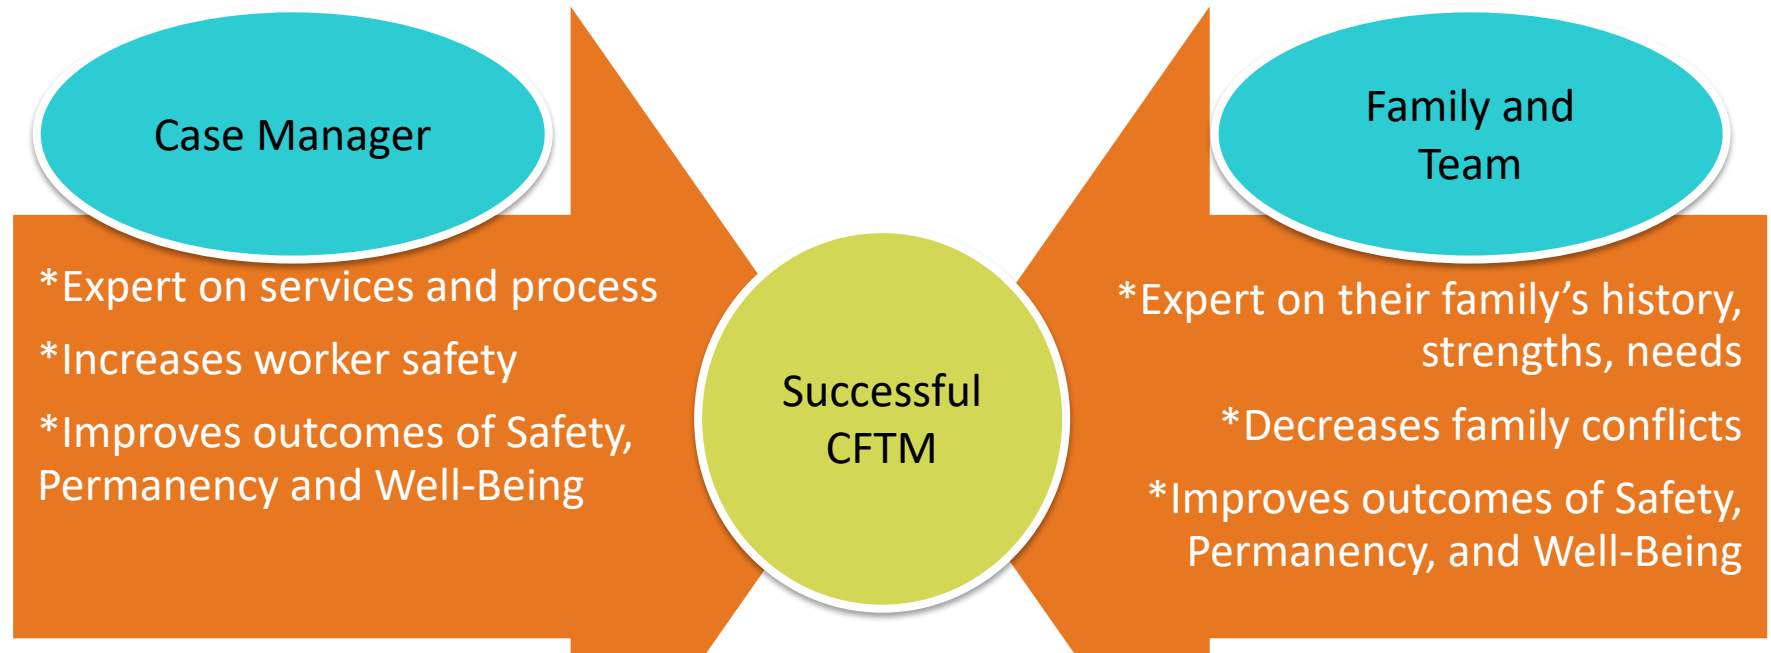 Case Manager
*Expert on services and process
*Increases worker safety
*Improves outcomes of Safety,
Permanency and Well-Being
Successful
CFTM
Family and
Team
*Expert on their family’s history,
strengths, needs
*Decreases family conflicts
*Improves outcomes of Safety,
Permanency, and Well-Being